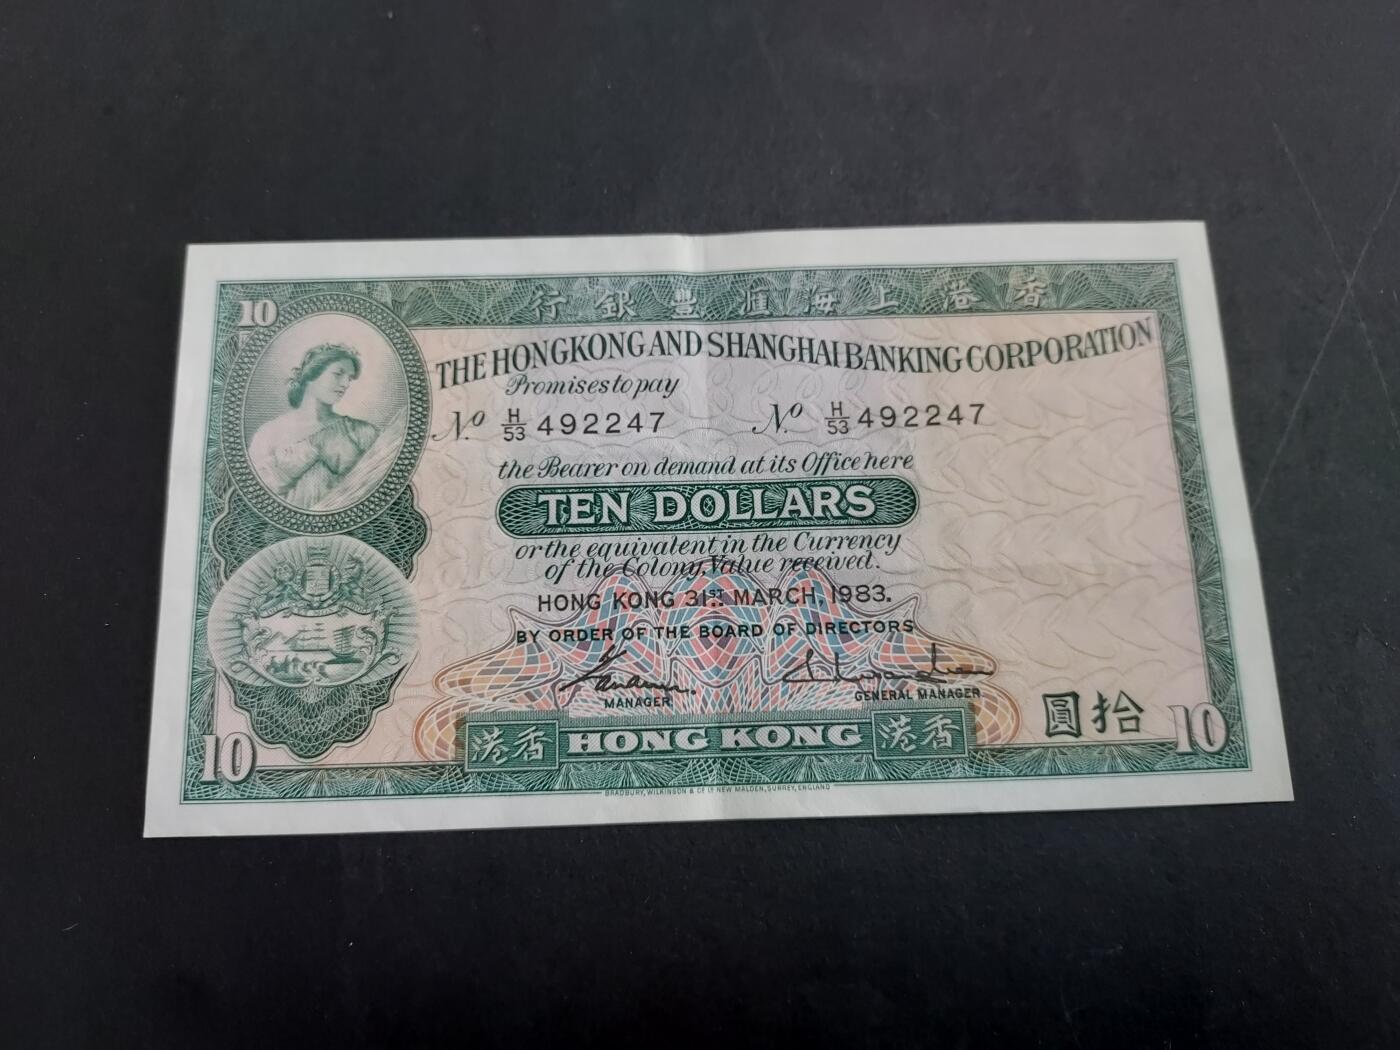 行銀豐滙海上港香
10
THE HONGKONG AND SHANGHAI BANKING CORPORATION
Promises to pay
No. H/53 492247 No. H/53 492247
the Bearer on demand at its Office here
TEN DOLLARS
or the equivalent in the Currency
of the Colony, Value received.
HONG KONG 31ST MARCH, 1983.
BY ORDER OF THE BOARD OF DIRECTORS
MANAGER
GENERAL MANAGER
圓拾
10 港香 HONG KONG 港香 10
BRADBURY, WILKINSON & Co. Ld. NEW MALDEN, SURREY, ENGLAND